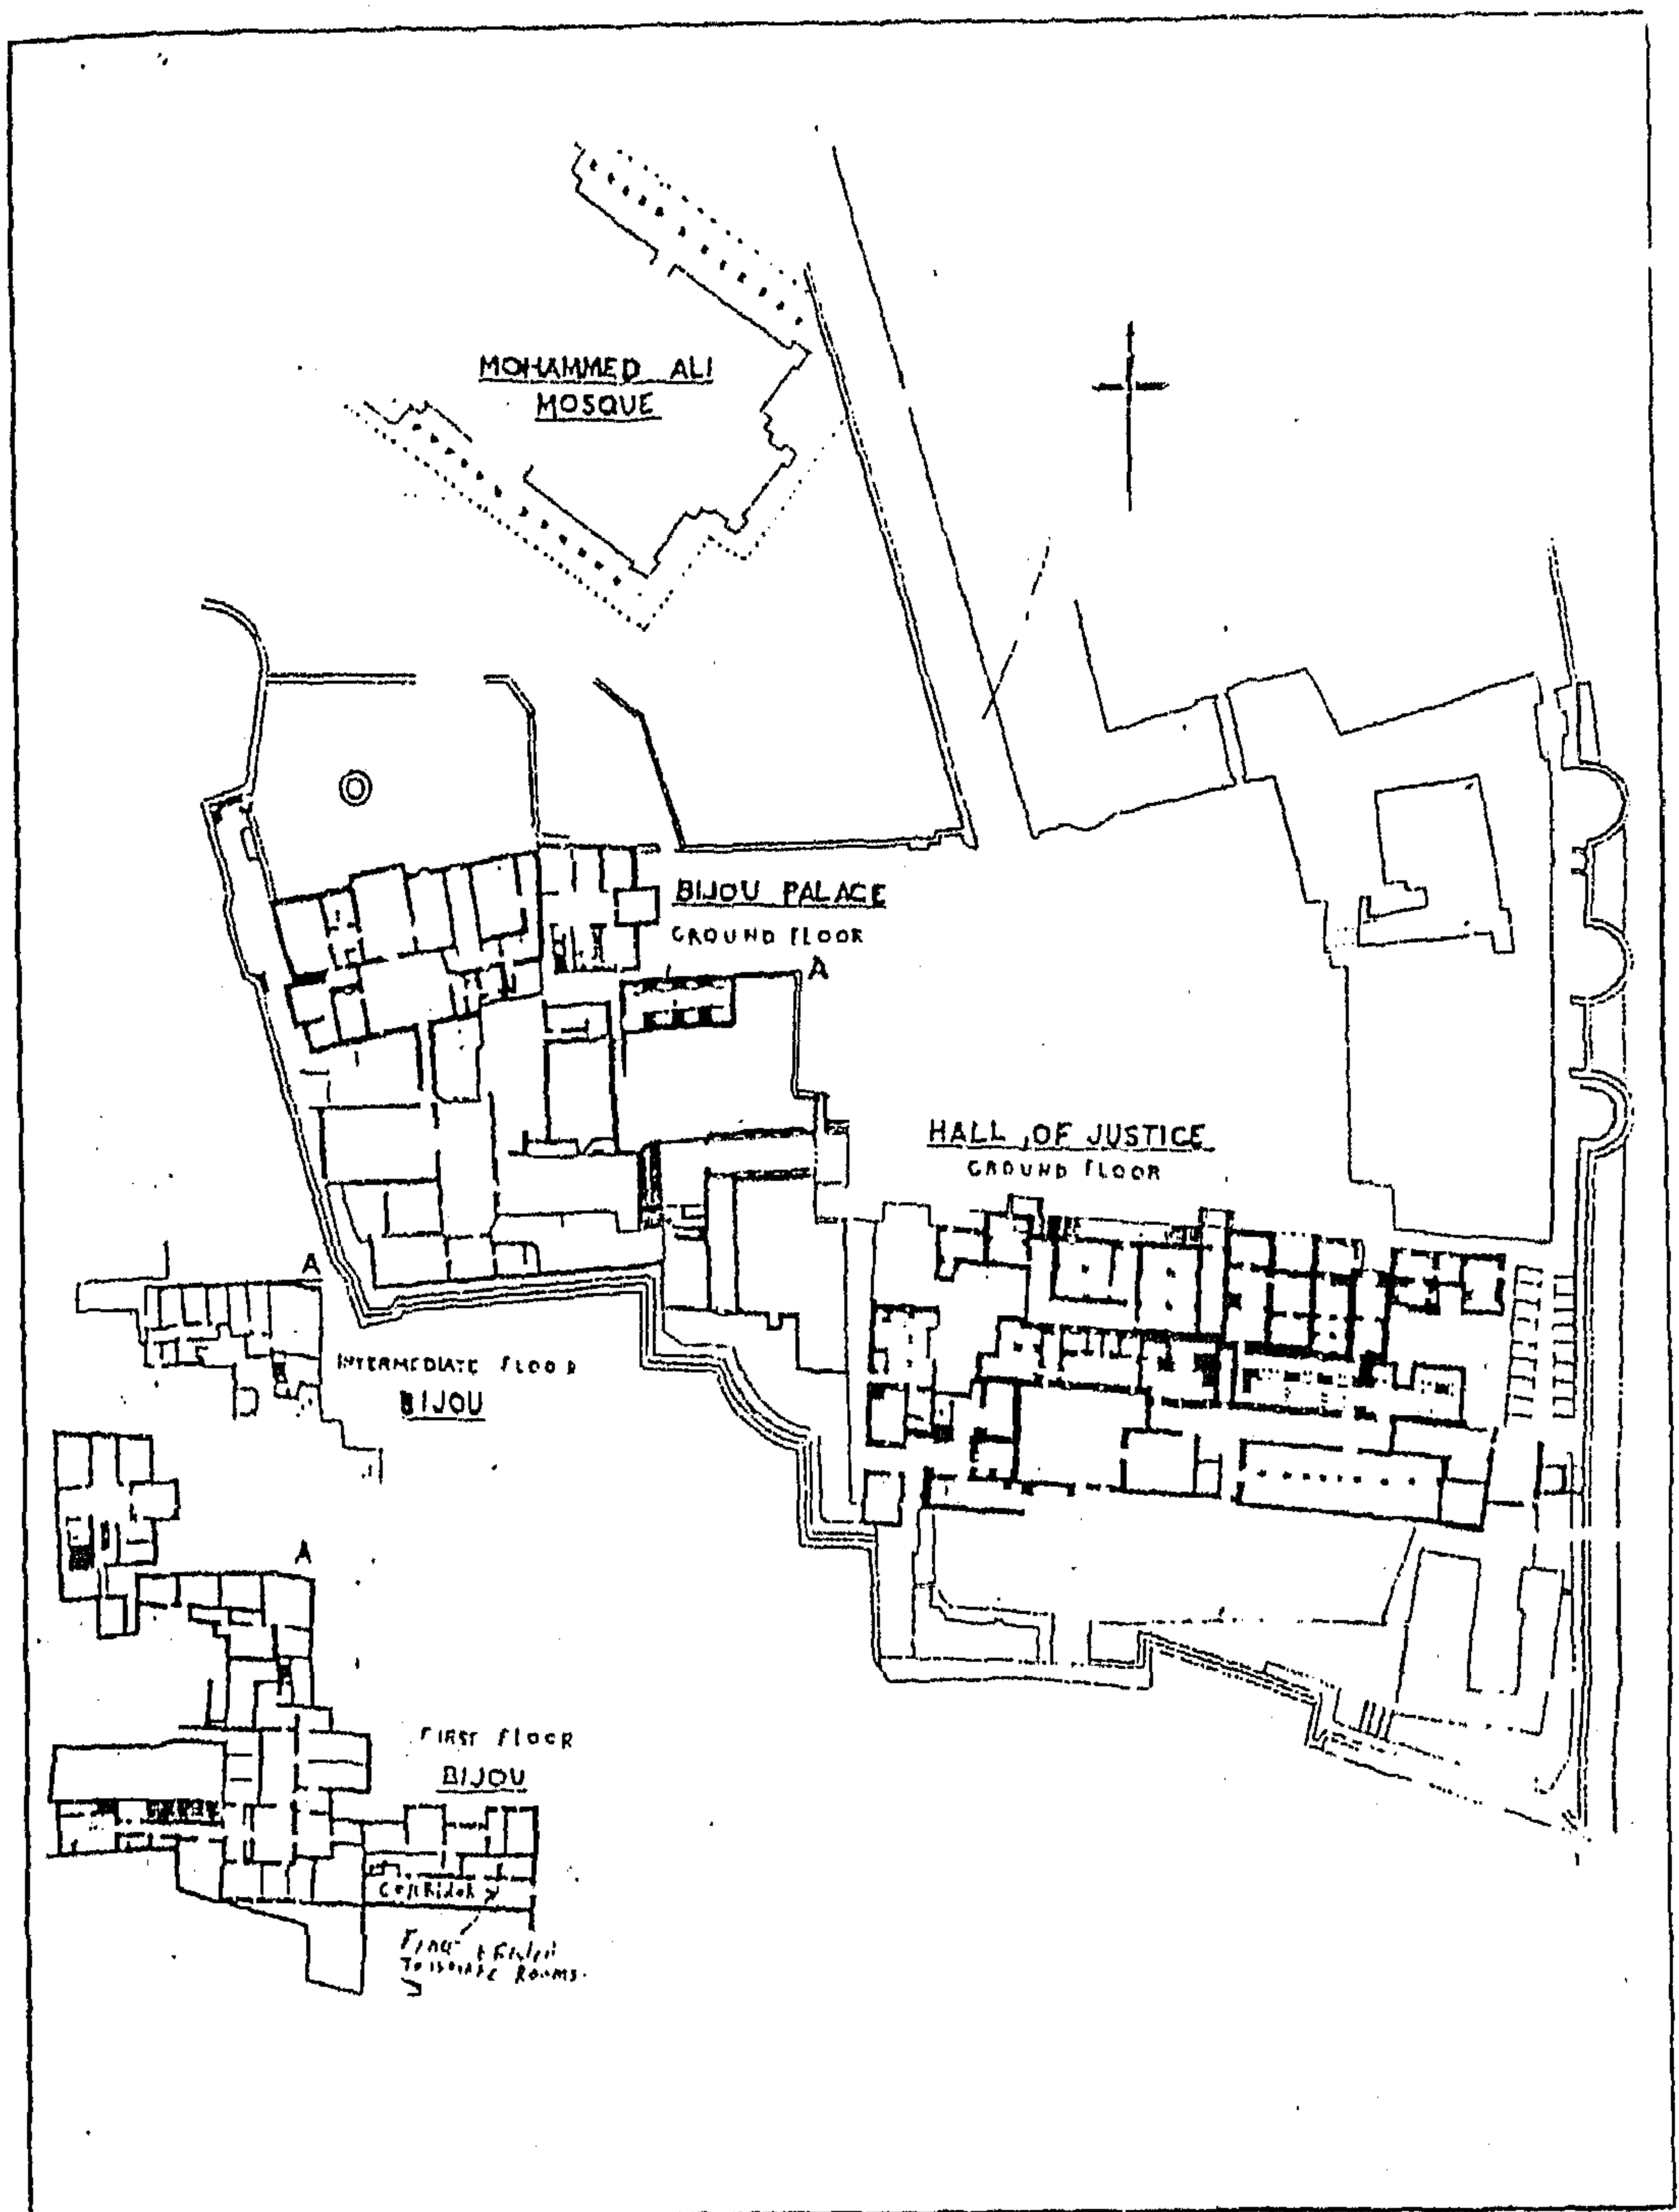 MOHAMMED ALI
MOSQUE
BIJOU PALACE
GROUND FLOOR
A
HALL OF JUSTICE
GROUND FLOOR
A
INTERMEDIATE FLOOR
BIJOU
A
FIRST FLOOR
BIJOU
CORRIDOR
ROOMS.